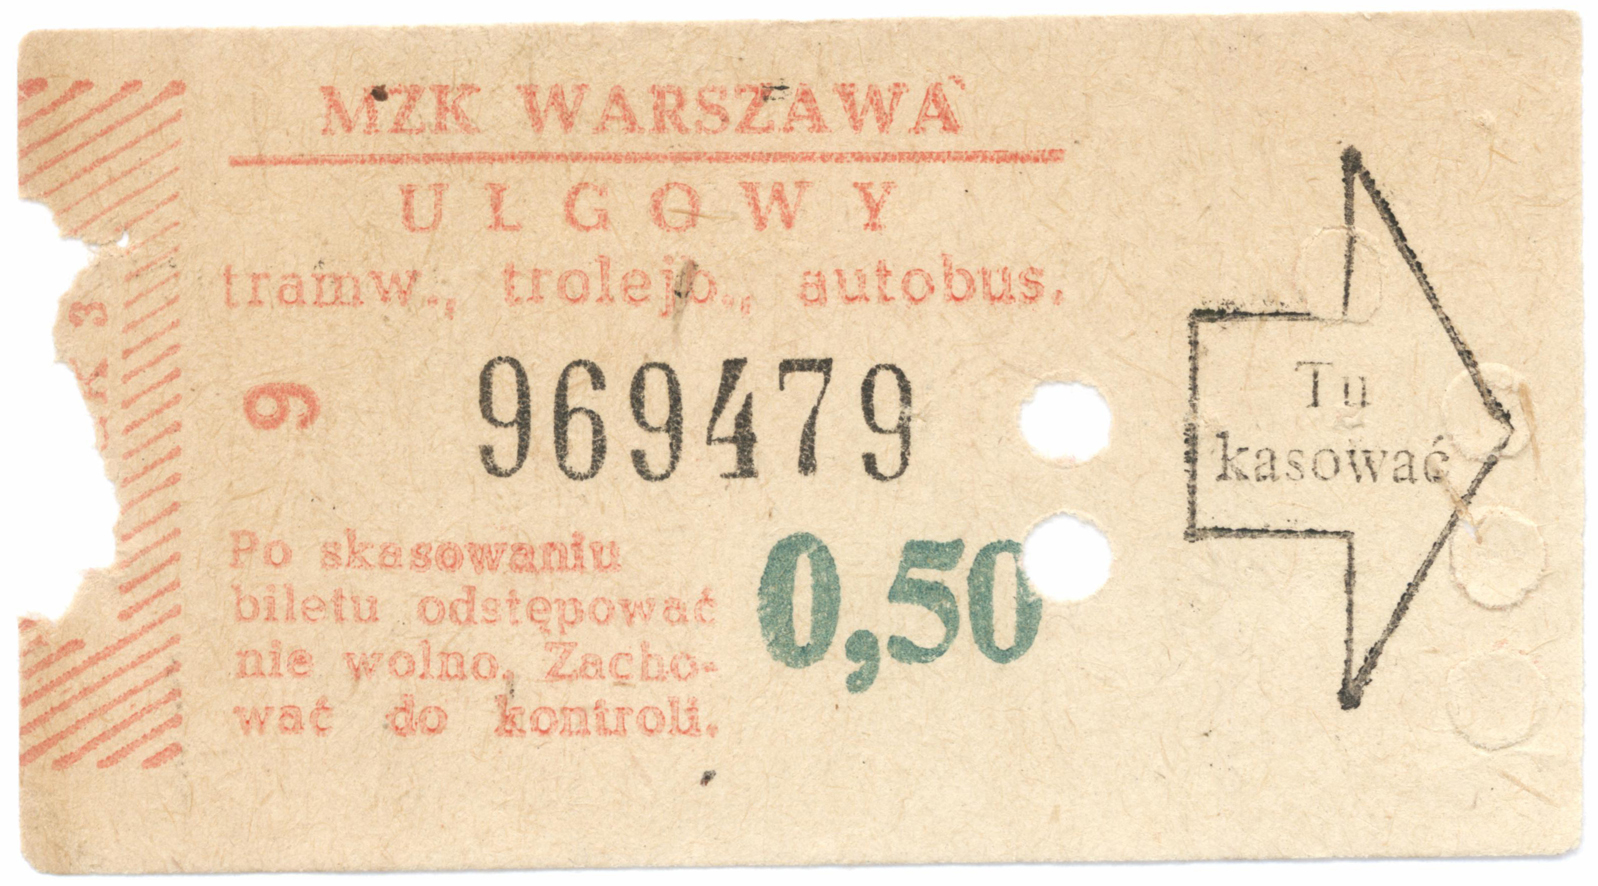 MZK WARSZAWA
ULGOWY
tramw., trolejb., autobus.
9
969479
Po skasowaniu
biletu odstępować
nie wolno. Zacho-
wać do kontroli.
0,50
Tu
kasować
3